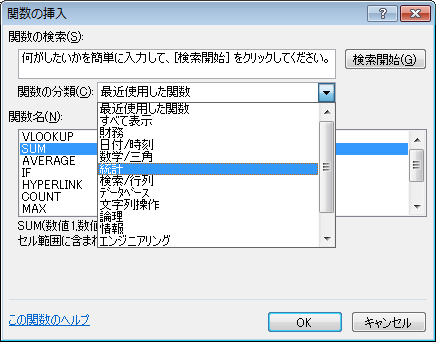 関数の挿入
関数の検索(S):
何がしたいかを簡単に入力して、[検索開始] をクリックしてください。
検索開始(G)
関数の分類(C):
最近使用した関数
最近使用した関数
すべて表示
財務
日付/時刻
数学/三角
統計
検索/行列
データベース
文字列操作
論理
情報
エンジニアリング
関数名(N):
VLOOKUP
SUM
AVERAGE
IF
HYPERLINK
COUNT
MAX
SUM(数値1,数値
セル範囲に含まれ
この関数のヘルプ
OK
キャンセル